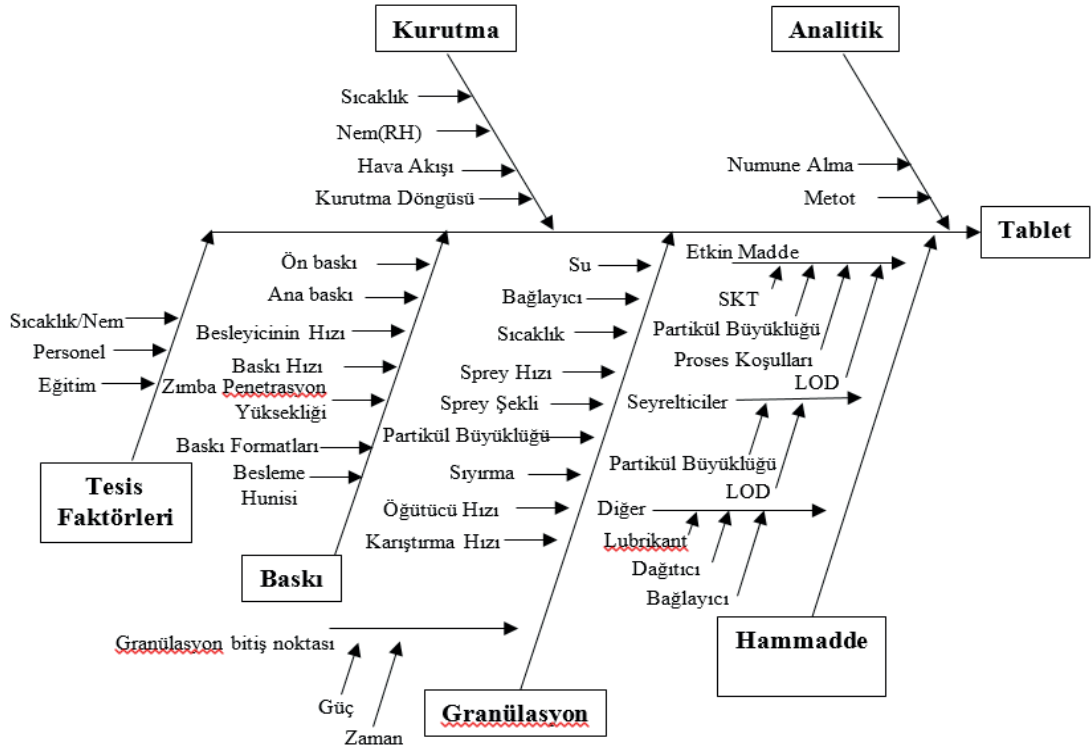 Kurutma
Analitik
Sıcaklık
Nem(RH)
Hava Akışı
Kurutma Döngüsü
Numune Alma
Metot
Tablet
Ön baskı
Ana baskı
Besleyicinin Hızı
Baskı Hızı
Zımba Penetrasyon
Yüksekliği
Baskı Formatları
Besleme
Hunisi
Su
Bağlayıcı
Sıcaklık
Sprey Hızı
Sprey Şekli
Partikül Büyüklüğü
Sıyırma
Öğütücü Hızı
Karıştırma Hızı
Etkin Madde
SKT
Partikül Büyüklüğü
Proses Koşulları
LOD
Seyrelticiler
Partikül Büyüklüğü
LOD
Diğer
Lubrikant
Dağıtıcı
Bağlayıcı
Sıcaklık/Nem
Personel
Eğitim
Tesis
Faktörleri
Baskı
Granülasyon bitiş noktası
Güç
Zaman
Granülasyon
Hammadde